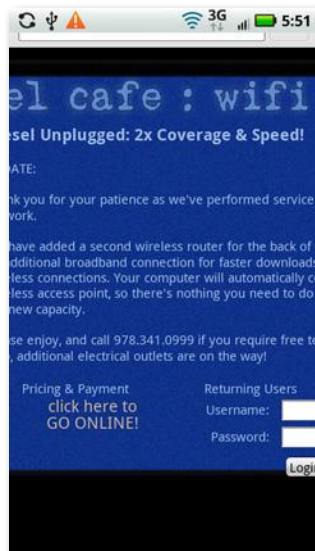 3G
5:51
el cafe : wifi
esel Unplugged: 2x Coverage & Speed!
DATE:
nk you for your patience as we've performed service
work.
have added a second wireless router for the back of
additional broadband connection for faster downloads
eless connections. Your computer will automatically c
eless access point, so there's nothing you need to do
new capacity.
se enjoy, and call 978.341.0999 if you require free te
, additional electrical outlets are on the way!
Pricing & Payment
Returning Users
click here to
GO ONLINE!
Username:
Password:
Login